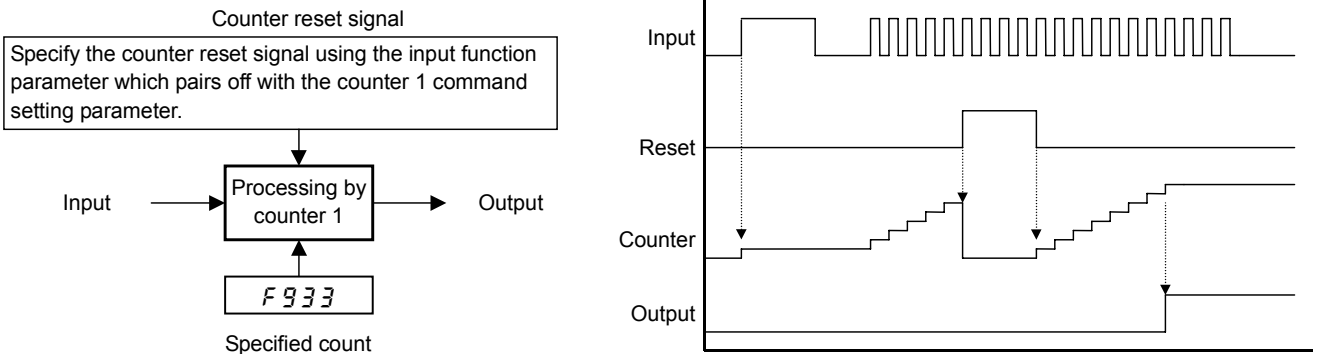 Counter reset signal
Specify the counter reset signal using the input function
parameter which pairs off with the counter 1 command
setting parameter.
Input
Processing by
counter 1
Output
F933
Specified count
Input
Reset
Counter
Output